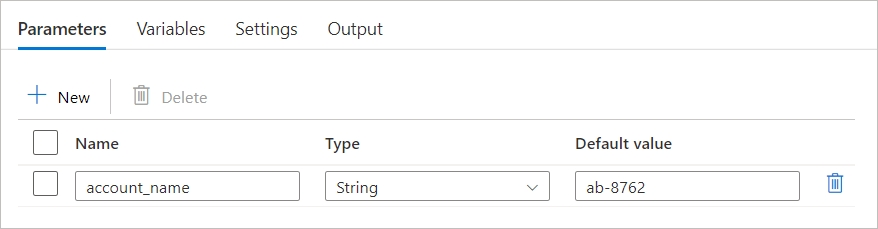 Parameters Variables Settings Output
New Delete
Name Type Default value
account_name String ab-8762